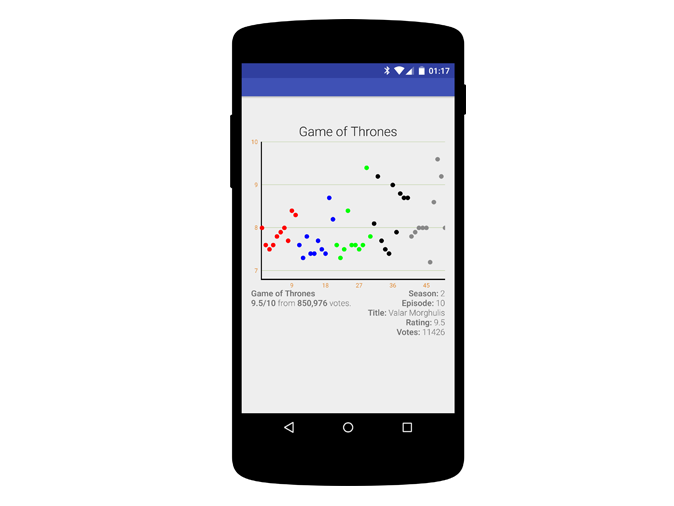 01:17
Game of Thrones
10
9
8
7
9
18
27
36
45
Game of Thrones
9.5/10 from 850,976 votes.
Season: 2
Episode: 10
Title: Valar Morghulis
Rating: 9.5
Votes: 11426